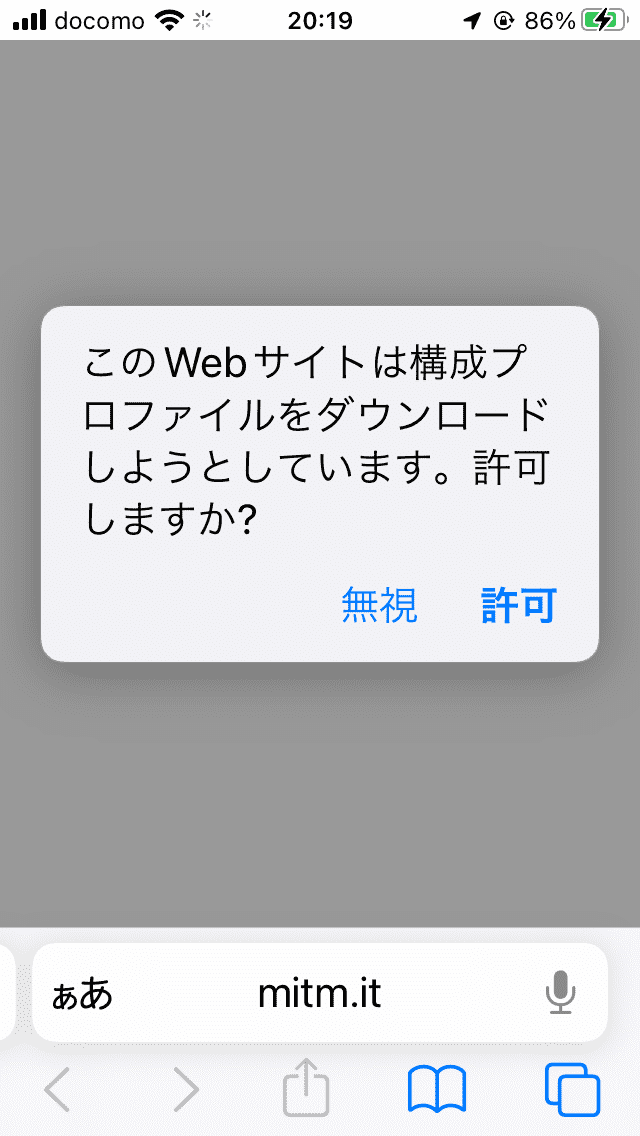 docomo 20:19 86%
このWebサイトは構成プ
ロファイルをダウンロード
しようとしています。許可
しますか?
無視 許可
ぁあ mitm.it